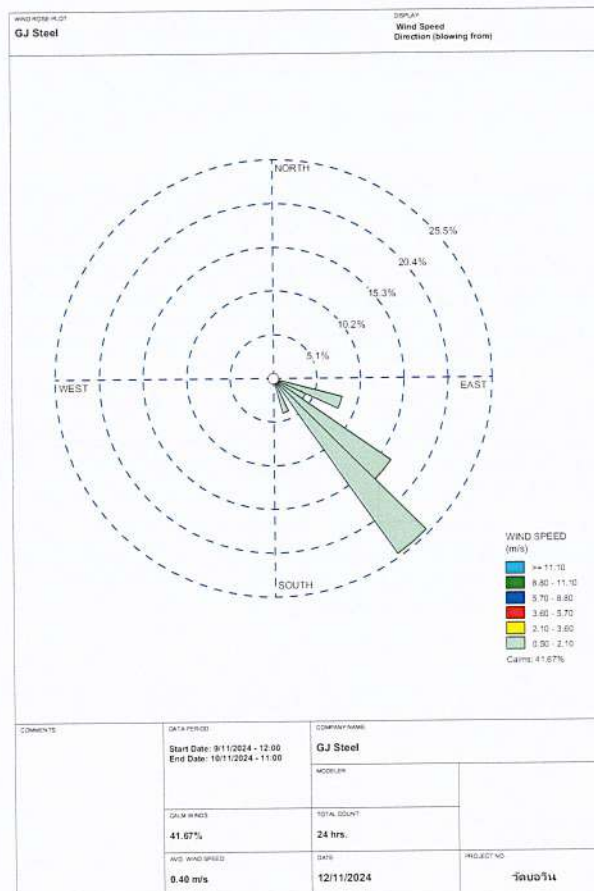 WIND ROSE PLOT
GJ Steel
DISPLAY
Wind Speed
Direction (blowing from)
NORTH
25.5%
20.4%
15.3%
10.2%
5.1%
WEST
EAST
SOUTH
WIND SPEED
(m/s)
>= 11.10
8.80 - 11.10
5.70 - 8.80
3.60 - 5.70
2.10 - 3.60
0.50 - 2.10
Calms: 41.67%
COMMENTS
DATA PERIOD
Start Date: 9/11/2024 - 12:00
End Date: 10/11/2024 - 11:00
COMPANY NAME
GJ Steel
MODELER
CALM WINDS
41.67%
TOTAL COUNT
24 hrs.
AVG. WIND SPEED
0.40 m/s
DATE
12/11/2024
PROJECT NO.
วัดบอวิน